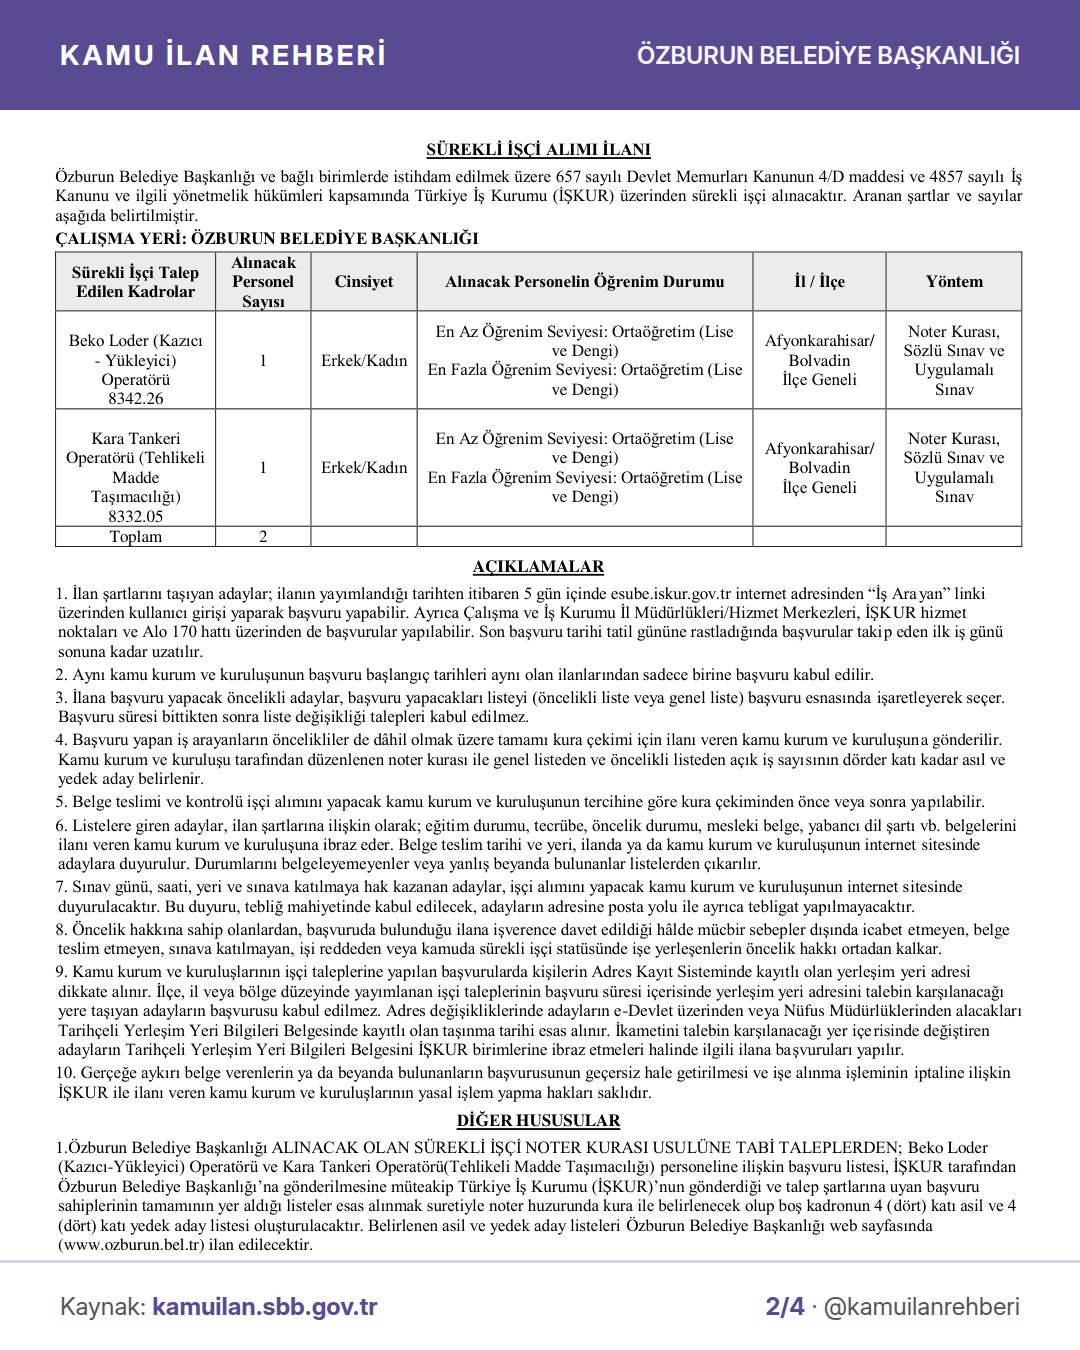 KAMU İLAN REHBERİ
ÖZBURUN BELEDİYE BAŞKANLIĞI
SÜREKLİ İŞÇİ ALIMI İLANI
Özburun Belediye Başkanlığı ve bağlı birimlerde istihdam edilmek üzere 657 sayılı Devlet Memurları Kanunun 4/D maddesi ve 4857 sayılı İş
Kanunu ve ilgili yönetmelik hükümleri kapsamında Türkiye İş Kurumu (İŞKUR) üzerinden sürekli işçi alınacaktır. Aranan şartlar ve sayılar
aşağıda belirtilmiştir.
ÇALIŞMA YERİ: ÖZBURUN BELEDİYE BAŞKANLIĞI
Sürekli İşçi Talep
Edilen Kadrolar
Alınacak
Personel
Sayısı
Cinsiyet
Alınacak Personelin Öğrenim Durumu
İl / İlçe
Yöntem
Beko Loder (Kazıcı
- Yükleyici)
Operatörü
8342.26
1
Erkek/Kadın
En Az Öğrenim Seviyesi: Ortaöğretim (Lise
ve Dengi)
En Fazla Öğrenim Seviyesi: Ortaöğretim (Lise
ve Dengi)
Afyonkarahisar/
Bolvadin
İlçe Geneli
Noter Kurası,
Sözlü Sınav ve
Uygulamalı
Sınav
Kara Tankeri
Operatörü (Tehlikeli
Madde
Taşımacılığı)
8332.05
1
Erkek/Kadın
En Az Öğrenim Seviyesi: Ortaöğretim (Lise
ve Dengi)
En Fazla Öğrenim Seviyesi: Ortaöğretim (Lise
ve Dengi)
Afyonkarahisar/
Bolvadin
İlçe Geneli
Noter Kurası,
Sözlü Sınav ve
Uygulamalı
Sınav
Toplam
2
AÇIKLAMALAR
1. İlan şartlarını taşıyan adaylar; ilanın yayımlandığı tarihten itibaren 5 gün içinde esube.iskur.gov.tr internet adresinden “İş Arayan” linki
üzerinden kullanıcı girişi yaparak başvuru yapabilir. Ayrıca Çalışma ve İş Kurumu İl Müdürlükleri/Hizmet Merkezleri, İŞKUR hizmet
noktaları ve Alo 170 hattı üzerinden de başvurular yapılabilir. Son başvuru tarihi tatil gününe rastladığında başvurular takip eden ilk iş günü
sonuna kadar uzatılır.
2. Aynı kamu kurum ve kuruluşunun başvuru başlangıç tarihleri aynı olan ilanlarından sadece birine başvuru kabul edilir.
3. İlana başvuru yapacak öncelikli adaylar, başvuru yapacakları listeyi (öncelikli liste veya genel liste) başvuru esnasında işaretleyerek seçer.
Başvuru süresi bittikten sonra liste değişikliği talepleri kabul edilmez.
4. Başvuru yapan iş arayanların öncelikliler de dâhil olmak üzere tamamı kura çekimi için ilanı veren kamu kurum ve kuruluşuna gönderilir.
Kamu kurum ve kuruluşu tarafından düzenlenen noter kurası ile genel listeden ve öncelikli listeden açık iş sayısının dörder katı kadar asıl ve
yedek aday belirlenir.
5. Belge teslimi ve kontrolü işçi alımını yapacak kamu kurum ve kuruluşunun tercihine göre kura çekiminden önce veya sonra yapılabilir.
6. Listelere giren adaylar, ilan şartlarına ilişkin olarak; eğitim durumu, tecrübe, öncelik durumu, mesleki belge, yabancı dil şartı vb. belgelerini
ilanı veren kamu kurum ve kuruluşuna ibraz eder. Belge teslim tarihi ve yeri, ilanda ya da kamu kurum ve kuruluşunun internet sitesinde
adaylara duyurulur. Durumlarını belgeleyemeyenler veya yanlış beyanda bulunanlar listelerden çıkarılır.
7. Sınav günü, saati, yeri ve sınava katılmaya hak kazanan adaylar, işçi alımını yapacak kamu kurum ve kuruluşunun internet sitesinde
duyurulacaktır. Bu duyuru, tebliğ mahiyetinde kabul edilecek, adayların adresine posta yolu ile ayrıca tebligat yapılmayacaktır.
8. Öncelik hakkına sahip olanlardan, başvuruda bulunduğu ilana işverence davet edildiği hâlde mücbir sebepler dışında icabet etmeyen, belge
teslim etmeyen, sınava katılmayan, işi reddeden veya kamuda sürekli işçi statüsünde işe yerleşenlerin öncelik hakkı ortadan kalkar.
9. Kamu kurum ve kuruluşlarının işçi taleplerine yapılan başvurularda kişilerin Adres Kayıt Sisteminde kayıtlı olan yerleşim yeri adresi
dikkate alınır. İlçe, il veya bölge düzeyinde yayımlanan işçi taleplerinin başvuru süresi içerisinde yerleşim yeri adresini talebin karşılanacağı
yere taşıyan adayların başvurusu kabul edilmez. Adres değişikliklerinde adayların e-Devlet üzerinden veya Nüfus Müdürlüklerinden alacakları
Tarihçeli Yerleşim Yeri Bilgileri Belgesinde kayıtlı olan taşınma tarihi esas alınır. İkametini talebin karşılanacağı yer içerisinde değiştiren
adayların Tarihçeli Yerleşim Yeri Bilgileri Belgesini İŞKUR birimlerine ibraz etmeleri halinde ilgili ilana başvuruları yapılır.
10. Gerçeğe aykırı belge verenlerin ya da beyanda bulunanların başvurusunun geçersiz hale getirilmesi ve işe alınma işleminin iptaline ilişkin
İŞKUR ile ilanı veren kamu kurum ve kuruluşlarının yasal işlem yapma hakları saklıdır.
DİĞER HUSUSULAR
1.Özburun Belediye Başkanlığı ALINACAK OLAN SÜREKLİ İŞÇİ NOTER KURASI USULÜNE TABİ TALEPLERDEN; Beko Loder
(Kazıcı-Yükleyici) Operatörü ve Kara Tankeri Operatörü(Tehlikeli Madde Taşımacılığı) personeline ilişkin başvuru listesi, İŞKUR tarafından
Özburun Belediye Başkanlığı’na gönderilmesine müteakip Türkiye İş Kurumu (İŞKUR)’nun gönderdiği ve talep şartlarına uyan başvuru
sahiplerinin tamamının yer aldığı listeler esas alınmak suretiyle noter huzurunda kura ile belirlenecek olup boş kadronun 4 (dört) katı asil ve 4
(dört) katı yedek aday listesi oluşturulacaktır. Belirlenen asil ve yedek aday listeleri Özburun Belediye Başkanlığı web sayfasında
(www.ozburun.bel.tr) ilan edilecektir.
Kaynak: kamuilan.sbb.gov.tr
2/4 · @kamuilanrehberi